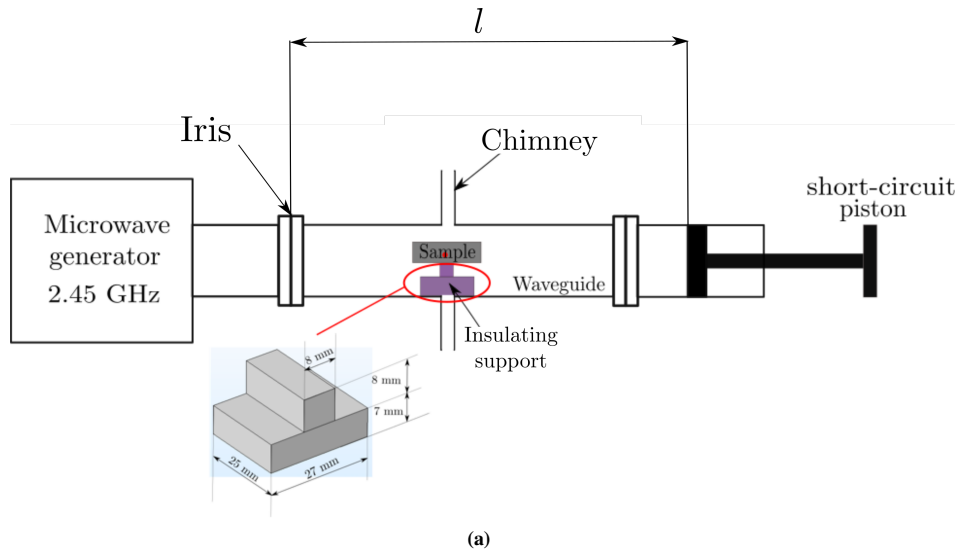 l
Iris
Chimney
short-circuit
piston
Microwave
generator
2.45 GHz
Sample
Waveguide
Insulating
support
8 mm
8 mm
7 mm
25 mm
27 mm
(a)